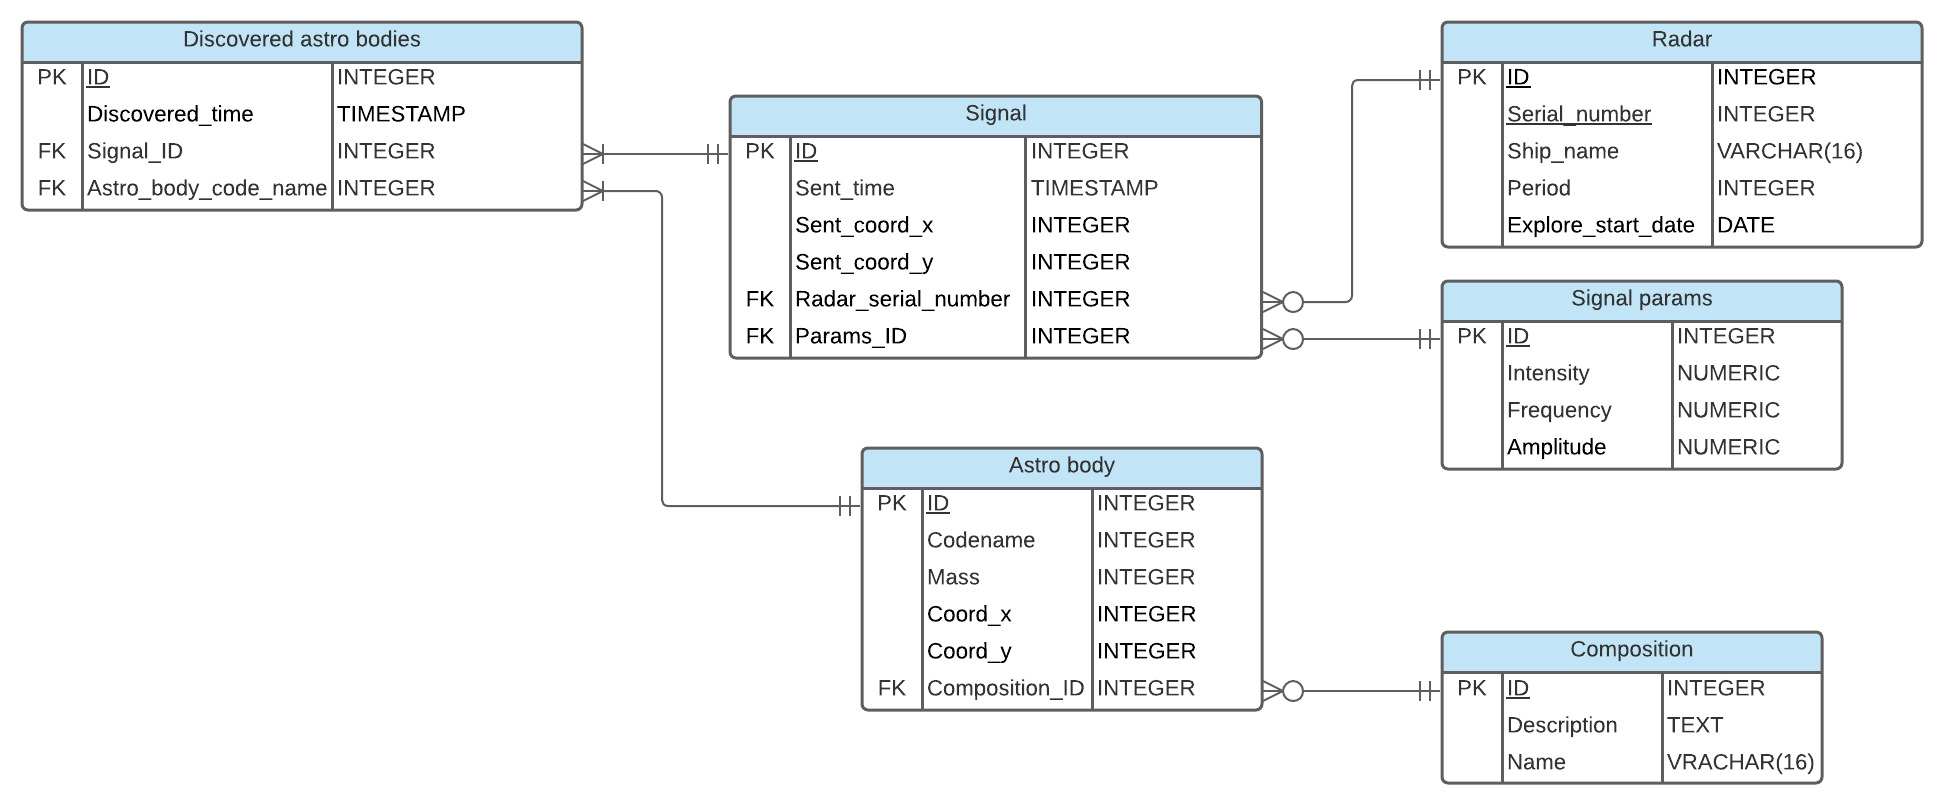 Discovered astro bodies
PK ID INTEGER
Discovered_time TIMESTAMP
FK Signal_ID INTEGER
FK Astro_body_code_name INTEGER
Signal
PK ID INTEGER
Sent_time TIMESTAMP
Sent_coord_x INTEGER
Sent_coord_y INTEGER
FK Radar_serial_number INTEGER
FK Params_ID INTEGER
Radar
PK ID INTEGER
Serial_number INTEGER
Ship_name VARCHAR(16)
Period INTEGER
Explore_start_date DATE
Signal params
PK ID INTEGER
Intensity NUMERIC
Frequency NUMERIC
Amplitude NUMERIC
Astro body
PK ID INTEGER
Codename INTEGER
Mass INTEGER
Coord_x INTEGER
Coord_y INTEGER
FK Composition_ID INTEGER
Composition
PK ID INTEGER
Description TEXT
Name VRACHAR(16)